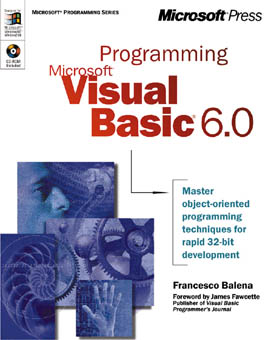 MICROSOFT PROGRAMMING SERIES
Microsoft Press
CD-ROM
Included
Programming
Microsoft
Visual
Basic® 6.0
Master
object-oriented
programming
techniques for
rapid 32-bit
development
Francesco Balena
Foreword by James Fawcette
Publisher of Visual Basic
Programmer's Journal